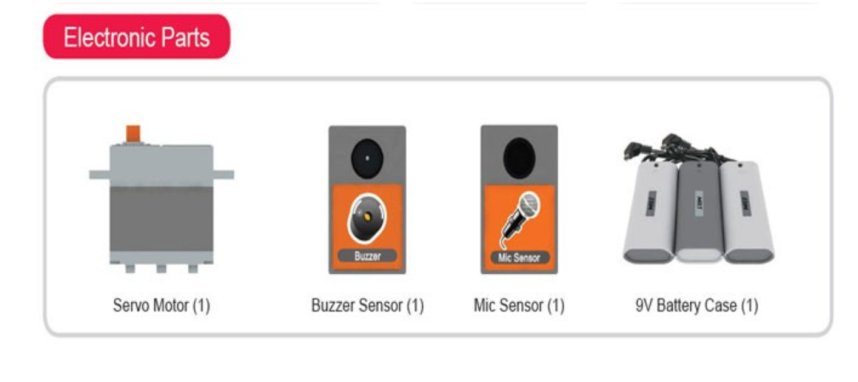 Electronic Parts
Buzzer
Mic Sensor
Servo Motor (1)
Buzzer Sensor (1)
Mic Sensor (1)
9V Battery Case (1)